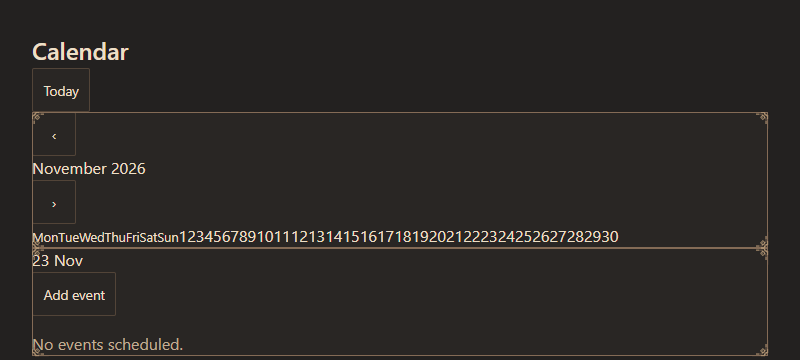 Calendar
Today
‹
November 2026
›
MonTueWedThuFriSatSun123456789101112131415161718192021222324252627282930
23 Nov
Add event
No events scheduled.